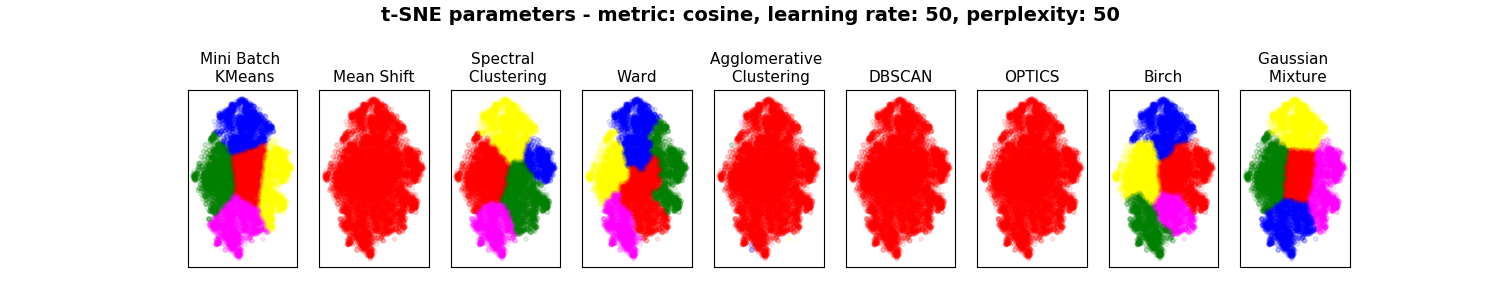 t-SNE parameters - metric: cosine, learning rate: 50, perplexity: 50
Mini Batch
KMeans
Mean Shift
Spectral
Clustering
Ward
Agglomerative
Clustering
DBSCAN
OPTICS
Birch
Gaussian
Mixture